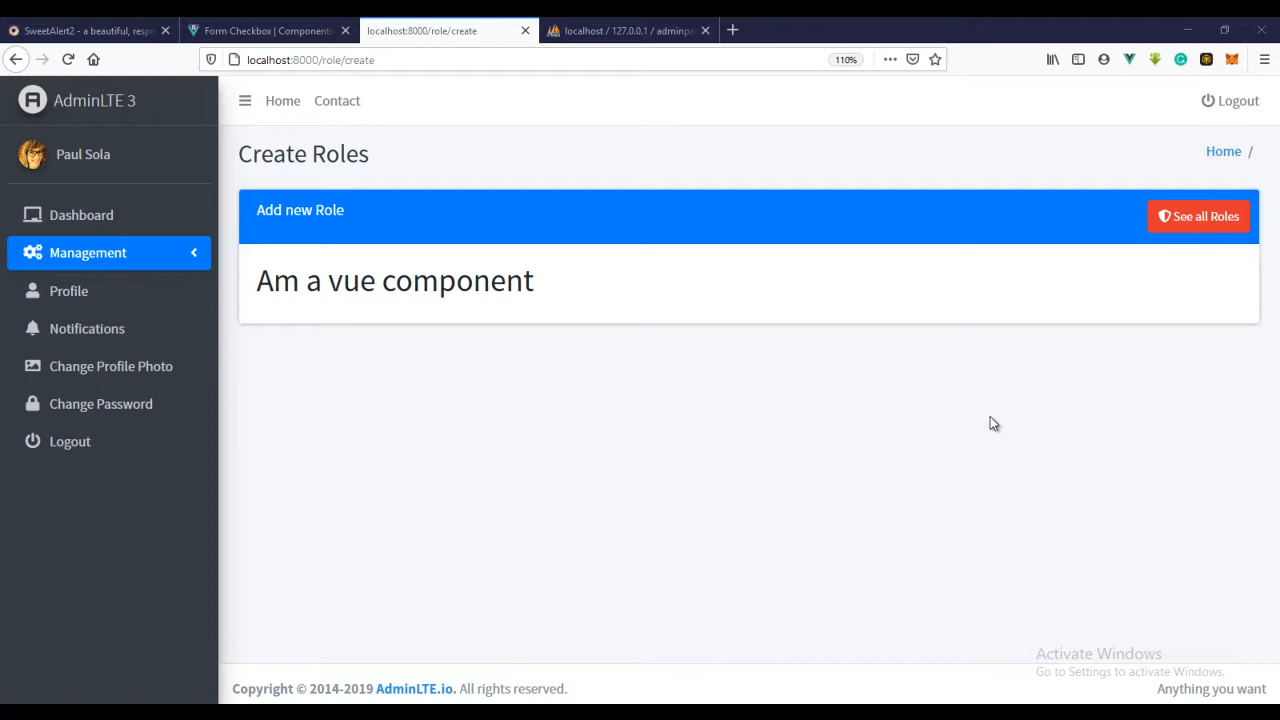 SweetAlert2 - a beautiful, respo
Form Checkbox | Components
localhost:8000/role/create
localhost / 127.0.0.1 / adminpa
localhost:8000/role/create
110%
AdminLTE 3
Home
Contact
Logout
Paul Sola
Create Roles
Home /
Dashboard
Add new Role
See all Roles
Management
Am a vue component
Profile
Notifications
Change Profile Photo
Change Password
Logout
Activate Windows
Go to Settings to activate Windows.
Copyright © 2014-2019 AdminLTE.io. All rights reserved.
Anything you want